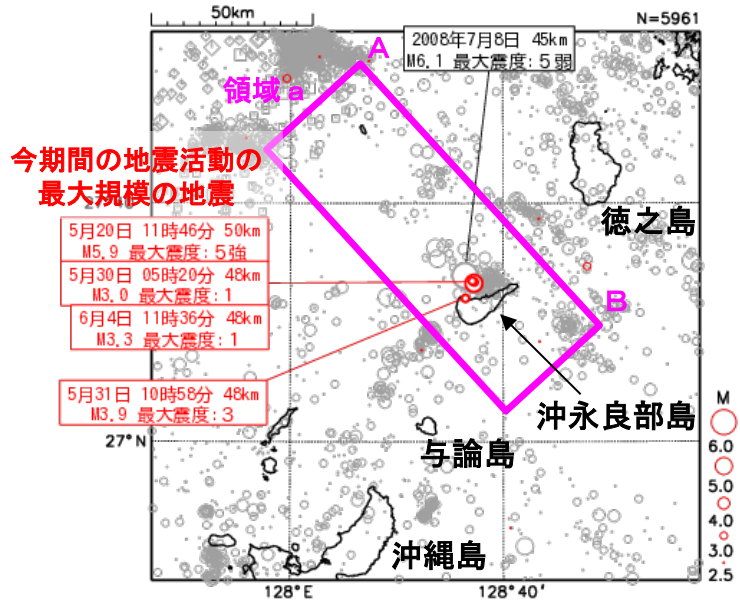 50km
N=5961
2008年7月8日 45km
M6.1 最大震度:5弱
A
領域a
今期間の地震活動の
最大規模の地震
徳之島
5月20日 11時46分 50km
M5.9 最大震度:5強
5月30日 05時20分 48km
M3.0 最大震度:1
B
6月4日 11時36分 48km
M3.3 最大震度:1
5月31日 10時58分 48km
M3.9 最大震度:3
沖永良部島
M
6.0
5.0
4.0
3.0
2.5
27°N
与論島
沖縄島
128°E
128°40'